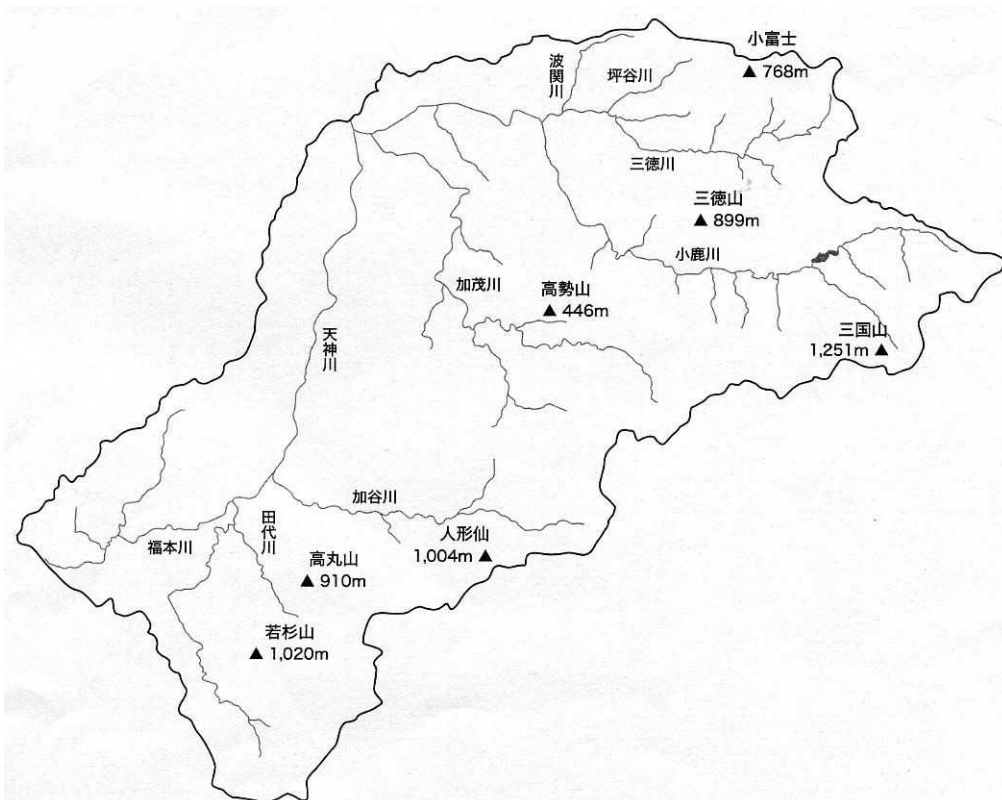 小富士
▲ 768m
波関川
坪谷川
三徳川
三徳山
▲ 899m
小鹿川
加茂川
高勢山
▲ 446m
三国山
1,251m ▲
天神川
加谷川
田代川
福本川
人形仙
1,004m ▲
高丸山
▲ 910m
若杉山
▲ 1,020m